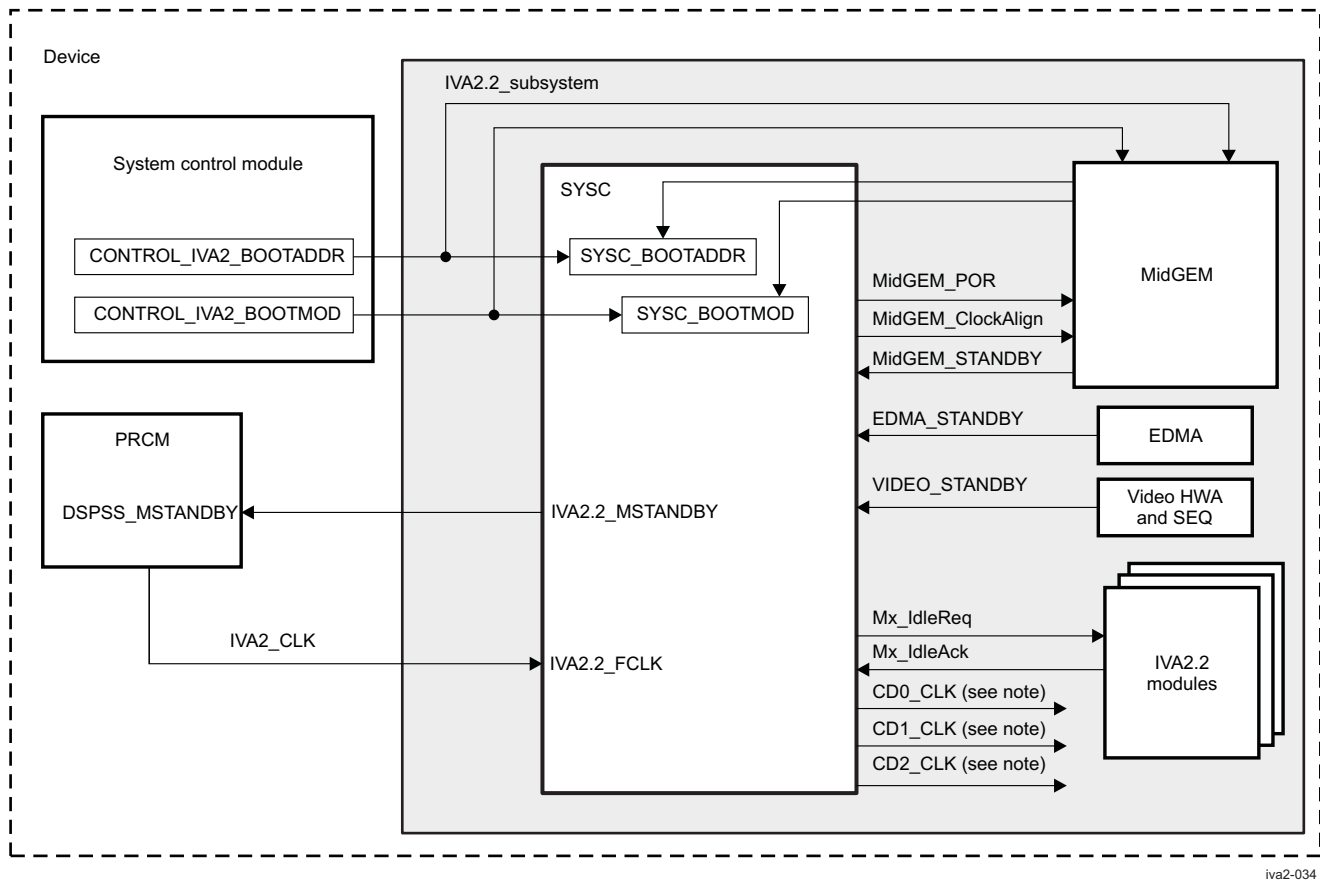 Device
IVA2.2_subsystem
System control module
CONTROL_IVA2_BOOTADDR
CONTROL_IVA2_BOOTMOD
SYSC
SYSC_BOOTADDR
SYSC_BOOTMOD
MidGEM
MidGEM_POR
MidGEM_ClockAlign
MidGEM_STANDBY
PRCM
DSPSS_MSTANDBY
IVA2.2_MSTANDBY
EDMA_STANDBY
EDMA
VIDEO_STANDBY
Video HWA
and SEQ
IVA2_CLK
IVA2.2_FCLK
Mx_IdleReq
Mx_IdleAck
IVA2.2
modules
CD0_CLK (see note)
CD1_CLK (see note)
CD2_CLK (see note)
iva2-034